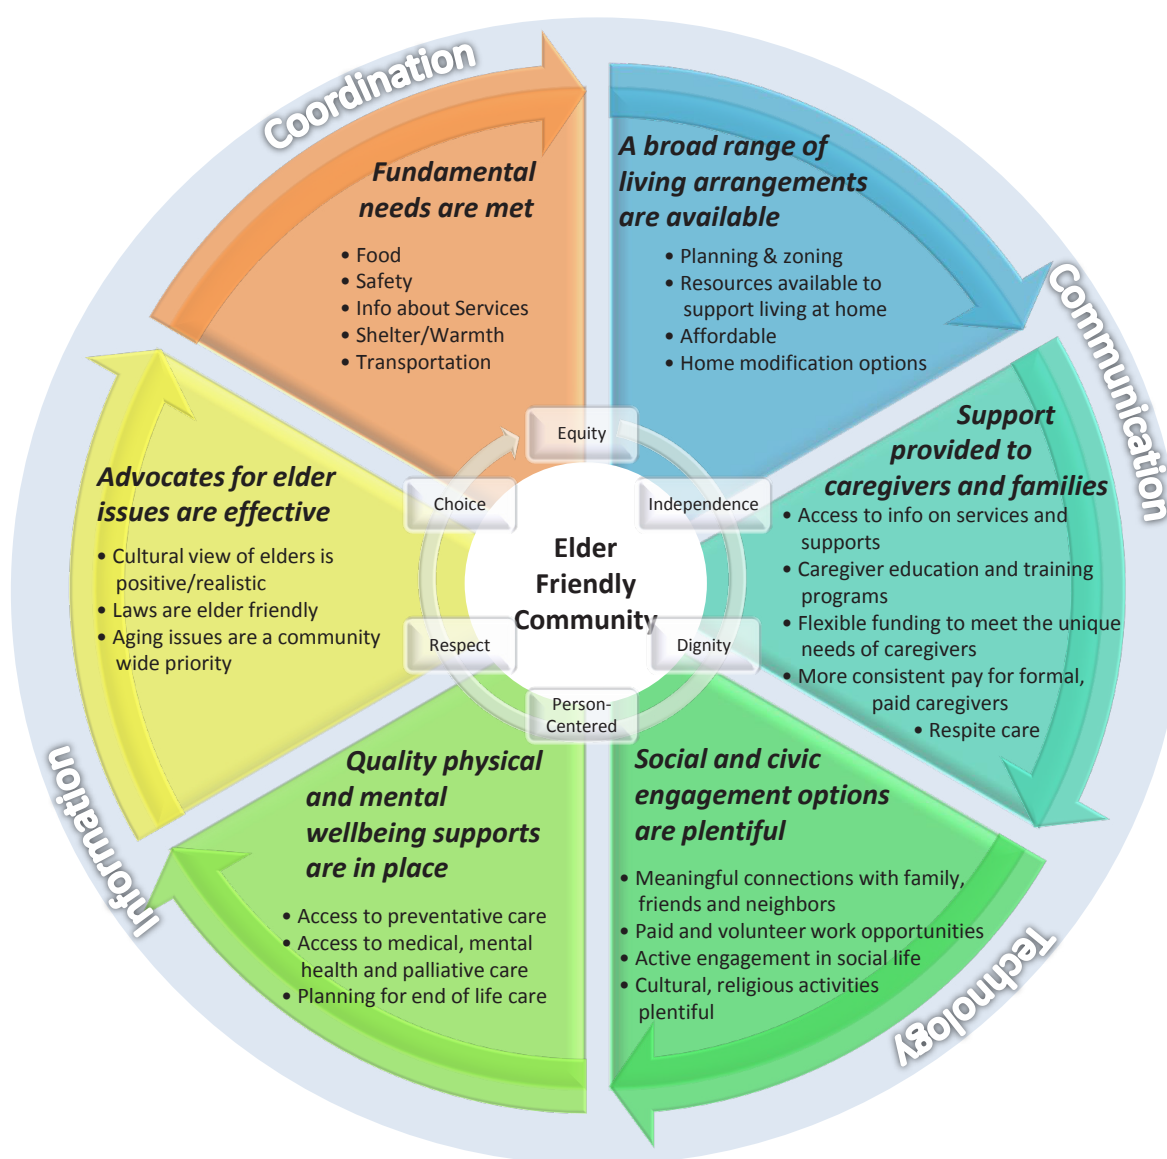 Coordination
Fundamental
needs are met
• Food
• Safety
• Info about Services
• Shelter/Warmth
• Transportation
A broad range of
living arrangements
are available
• Planning & zoning
• Resources available to
support living at home
• Affordable
• Home modification options
Communication
Support
provided to
caregivers and families
• Access to info on services and
supports
• Caregiver education and training
programs
• Flexible funding to meet the unique
needs of caregivers
• More consistent pay for formal,
paid caregivers
• Respite care
Social and civic
engagement options
are plentiful
• Meaningful connections with family,
friends and neighbors
• Paid and volunteer work opportunities
• Active engagement in social life
• Cultural, religious activities
plentiful
Technology
Quality physical
and mental
wellbeing supports
are in place
• Access to preventative care
• Access to medical, mental
health and palliative care
• Planning for end of life care
Information
Advocates for elder
issues are effective
• Cultural view of elders is
positive/realistic
• Laws are elder friendly
• Aging issues are a community
wide priority
Equity
Independence
Dignity
Person-
Centered
Respect
Choice
Elder
Friendly
Community